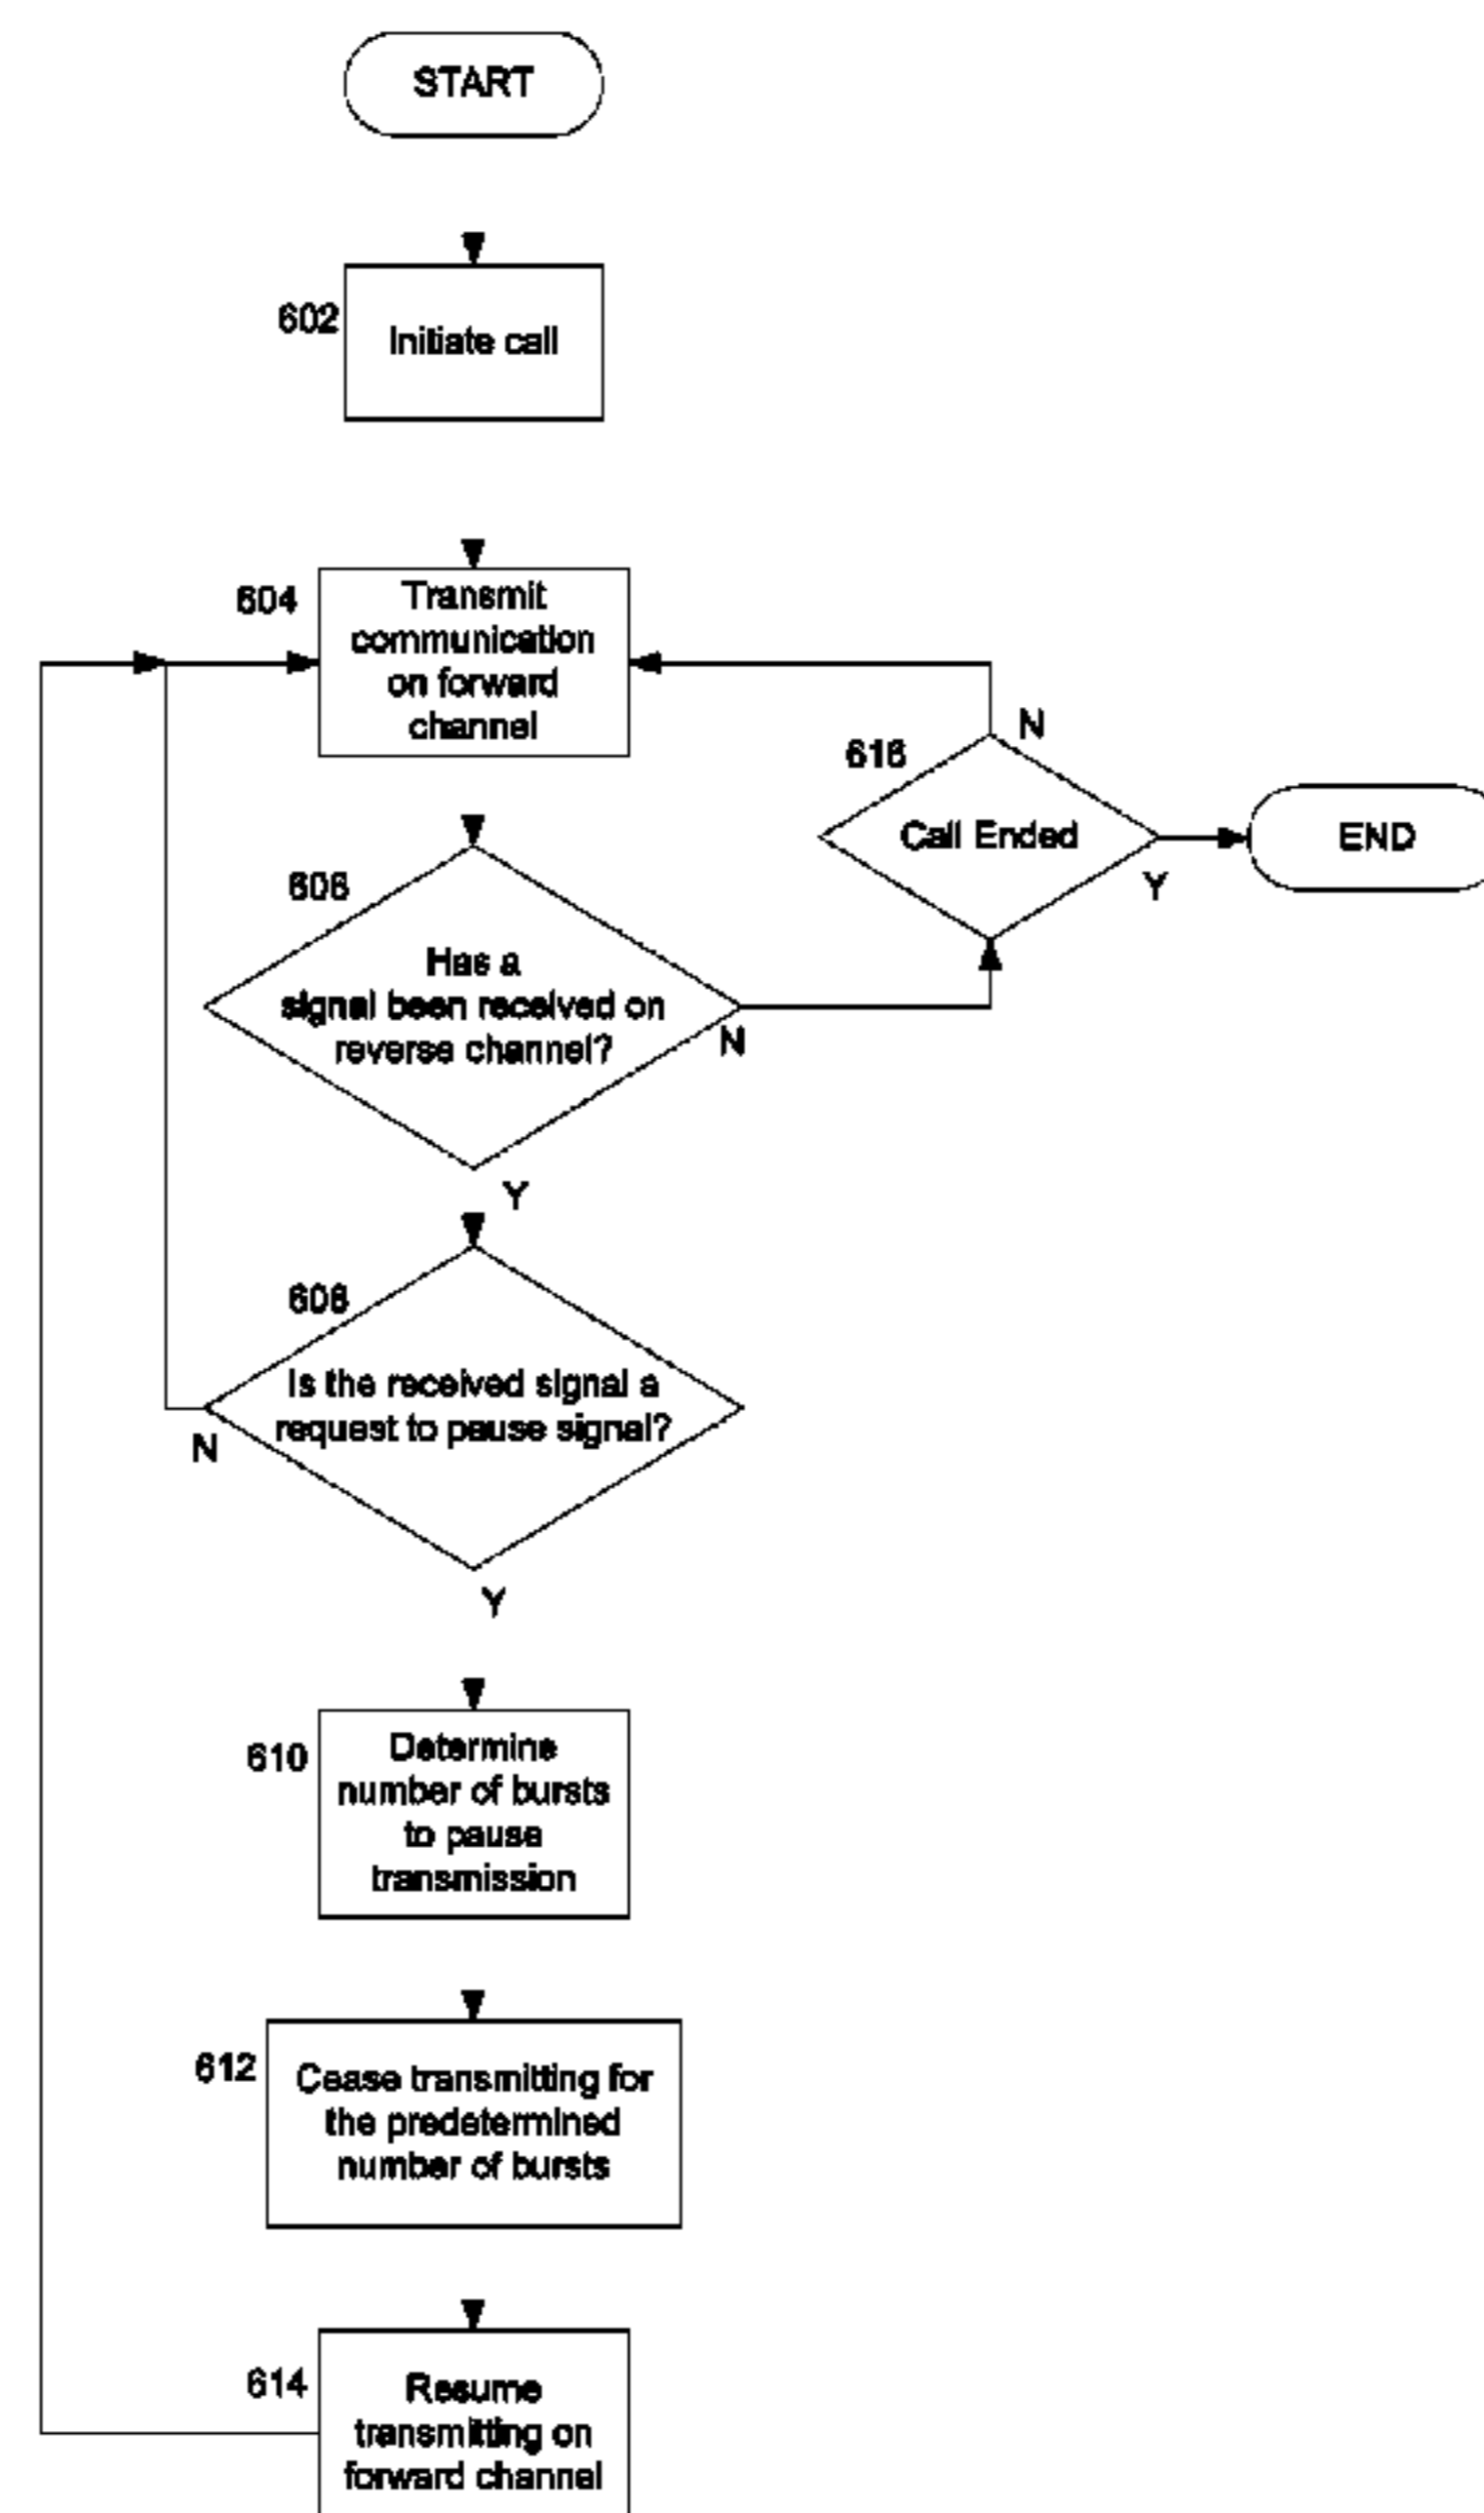 START
602
Initiate call
604
Transmit
communication
on forward
channel
N
616
Call Ended
END
Y
606
Has a
signal been received on
reverse channel?
N
Y
608
Is the received signal a
request to pause signal?
N
Y
610
Determine
number of bursts
to pause
transmission
612
Cease transmitting for
the predetermined
number of bursts
614
Resume
transmitting on
forward channel